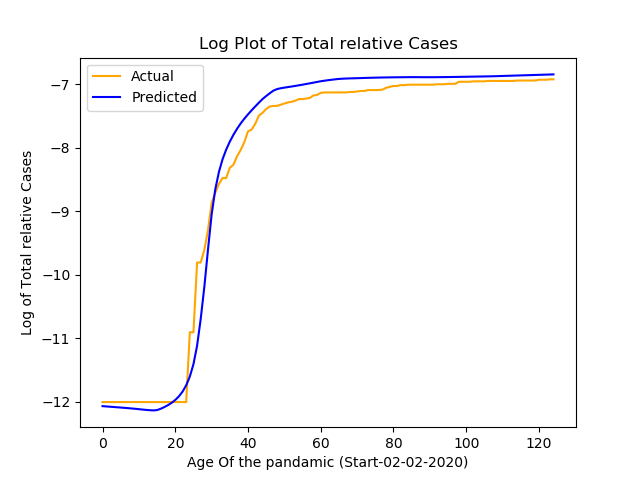 Log Plot of Total relative Cases
Actual
Predicted
Log of Total relative Cases
−7
−8
−9
−10
−11
−12
0 20 40 60 80 100 120
Age Of the pandamic (Start-02-02-2020)